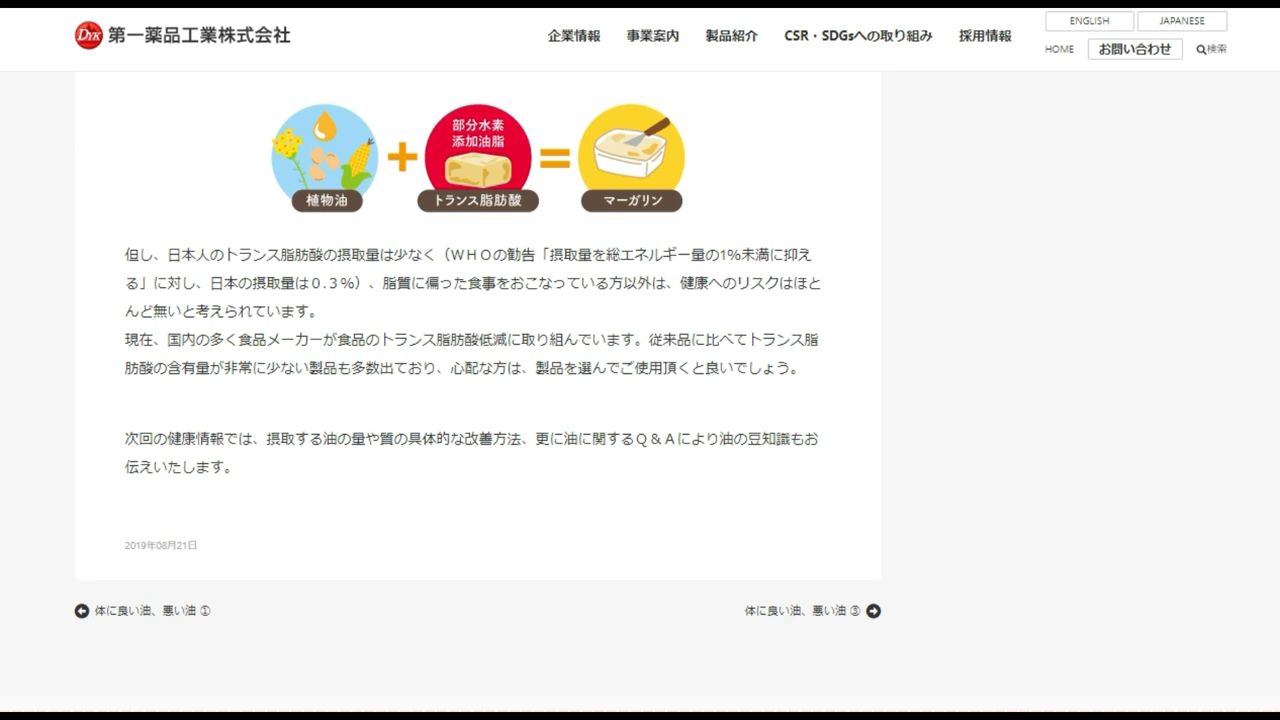 DYK 第一薬品工業株式会社
企業情報 事業案内 製品紹介 CSR・SDGsへの取り組み 採用情報
ENGLISH JAPANESE
HOME お問い合わせ 検索
部分水素
添加油脂
植物油 トランス脂肪酸 マーガリン
但し、日本人のトランス脂肪酸の摂取量は少なく（ＷＨＯの勧告「摂取量を総エネルギー量の1%未満に抑え
る」に対し、日本の摂取量は０.３％）、脂質に偏った食事をおこなっている方以外は、健康へのリスクはほと
んど無いと考えられています。
現在、国内の多く食品メーカーが食品のトランス脂肪酸低減に取り組んでいます。従来品に比べてトランス脂
肪酸の含有量が非常に少ない製品も多数出ており、心配な方は、製品を選んでご使用頂くと良いでしょう。
次回の健康情報では、摂取する油の量や質の具体的な改善方法、更に油に関するＱ＆Ａにより油の豆知識もお
伝えいたします。
2019年08月21日
体に良い油、悪い油 ① 体に良い油、悪い油 ③